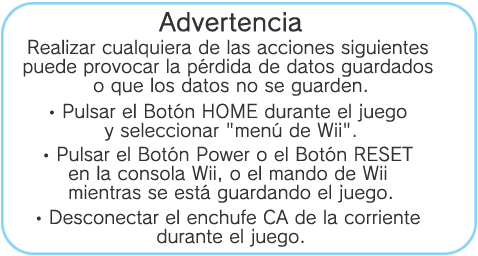 Advertencia
Realizar cualquiera de las acciones siguientes
puede provocar la pérdida de datos guardados
o que los datos no se guarden.
• Pulsar el Botón HOME durante el juego
y seleccionar "menú de Wii".
• Pulsar el Botón Power o el Botón RESET
en la consola Wii, o el mando de Wii
mientras se está guardando el juego.
• Desconectar el enchufe CA de la corriente
durante el juego.